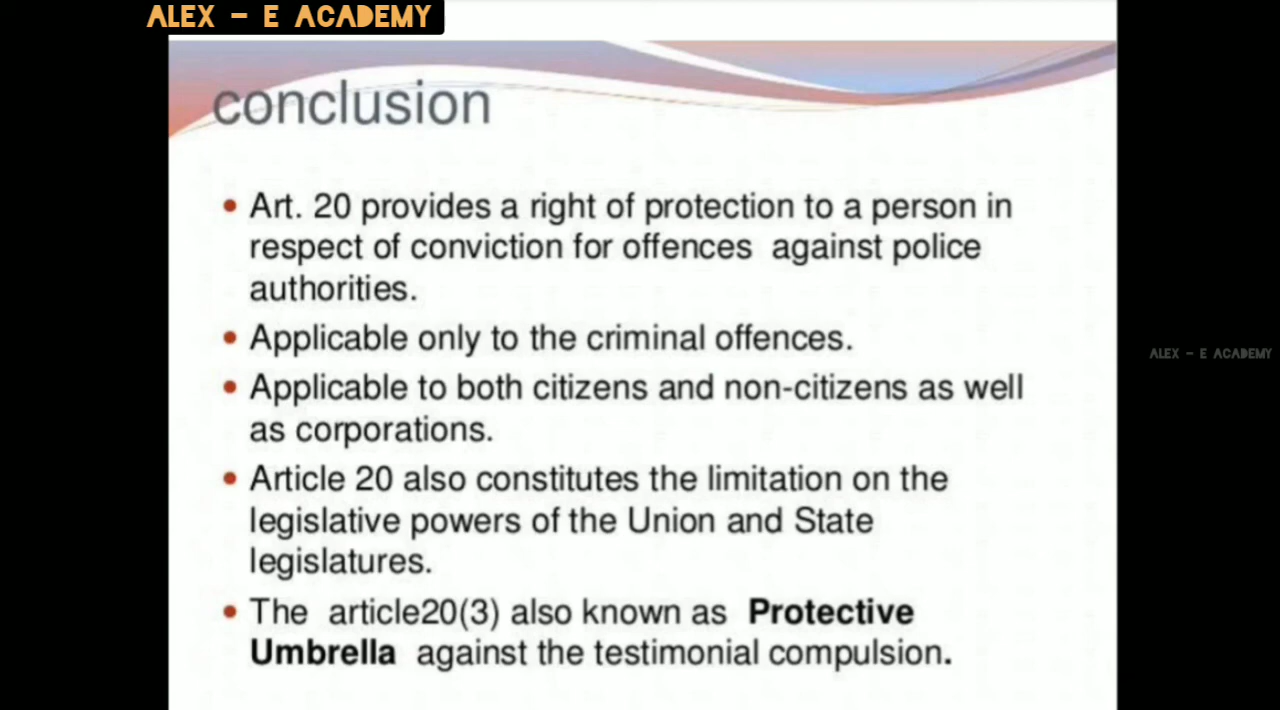 ALEX - E ACADEMY
conclusion
• Art. 20 provides a right of protection to a person in
respect of conviction for offences against police
authorities.
• Applicable only to the criminal offences.
• Applicable to both citizens and non-citizens as well
as corporations.
• Article 20 also constitutes the limitation on the
legislative powers of the Union and State
legislatures.
• The article20(3) also known as Protective
Umbrella against the testimonial compulsion.
ALEX - E ACADEMY